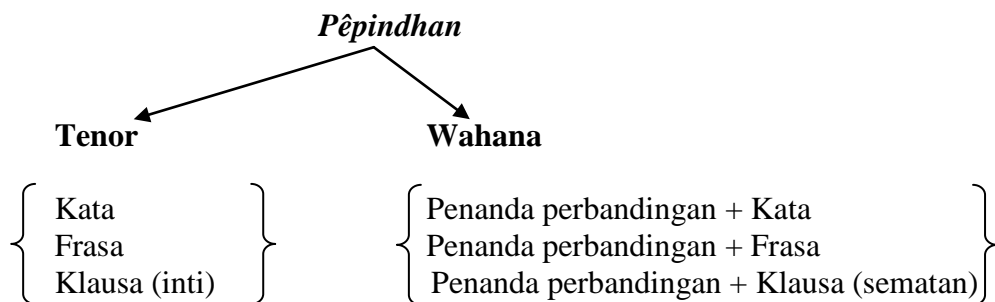 Pêpindhan
Tenor Wahana
Kata Penanda perbandingan + Kata
Frasa Penanda perbandingan + Frasa
Klausa (inti) Penanda perbandingan + Klausa (sematan)